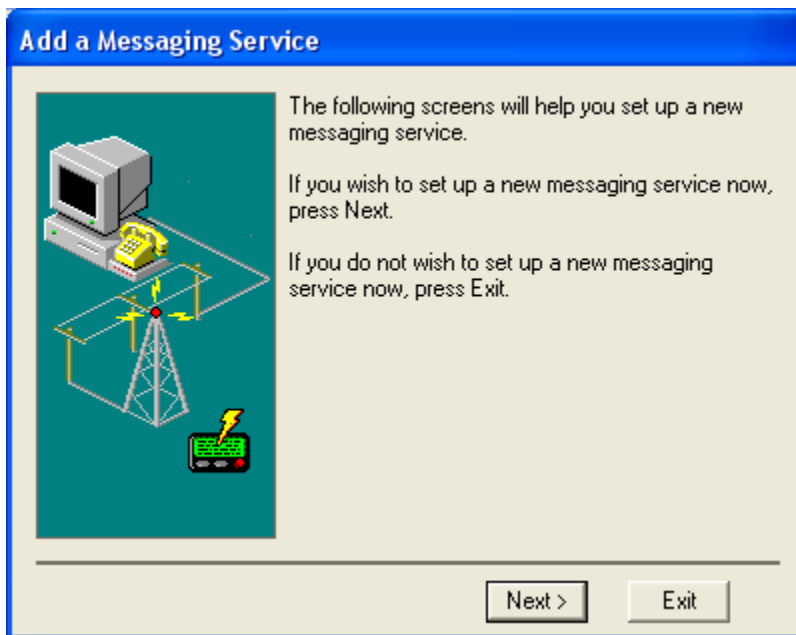 Add a Messaging Service
The following screens will help you set up a new
messaging service.
If you wish to set up a new messaging service now,
press Next.
If you do not wish to set up a new messaging
service now, press Exit.
Next >
Exit